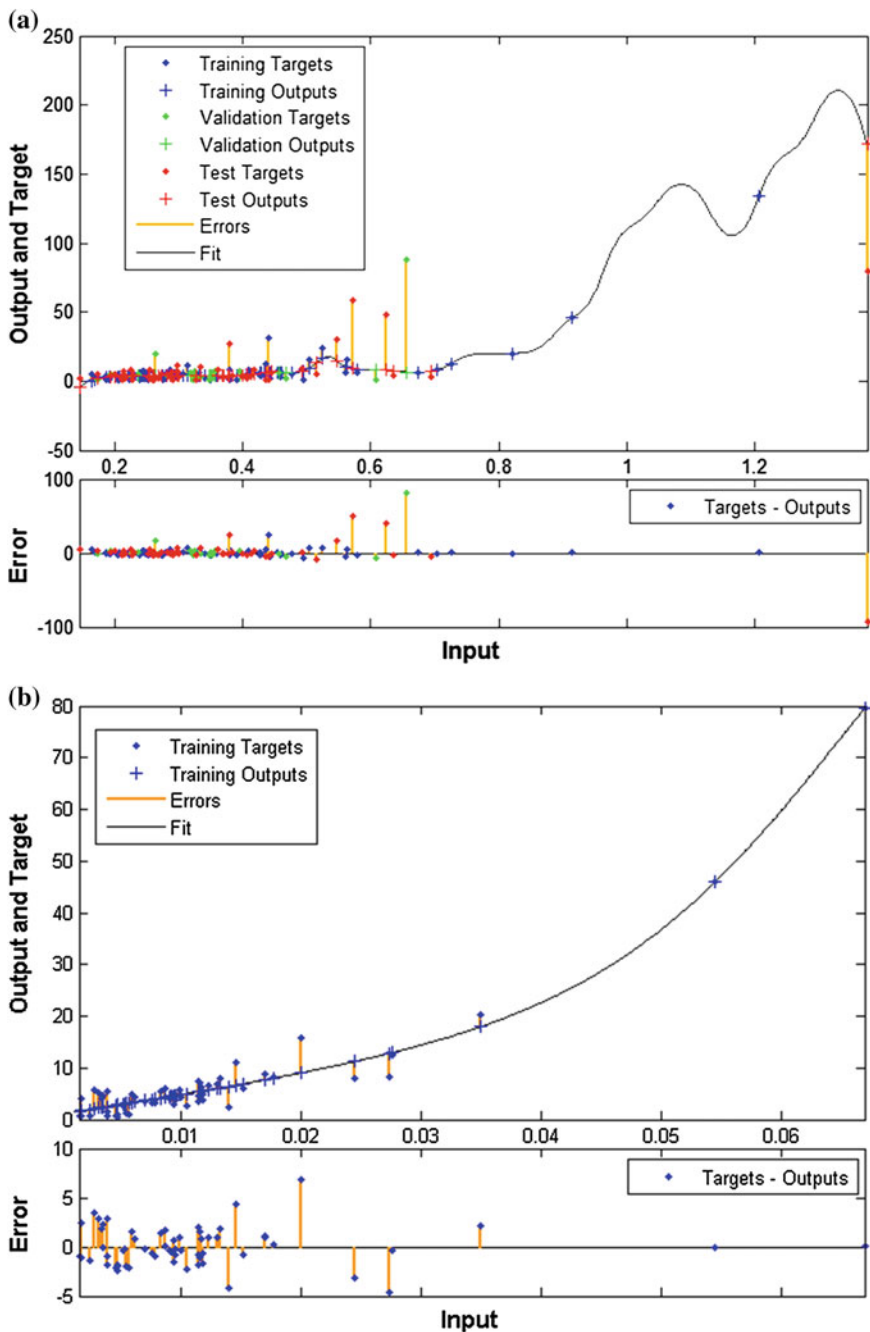 (a)
250
200
150
100
50
0
-50
Output and Target
Training Targets
Training Outputs
Validation Targets
Validation Outputs
Test Targets
Test Outputs
Errors
Fit
0.2 0.4 0.6 0.8 1 1.2
100
0
-100
Error
Targets - Outputs
Input
(b)
80
70
60
50
40
30
20
10
0
Output and Target
Training Targets
Training Outputs
Errors
Fit
0.01 0.02 0.03 0.04 0.05 0.06
10
5
0
-5
Error
Targets - Outputs
Input